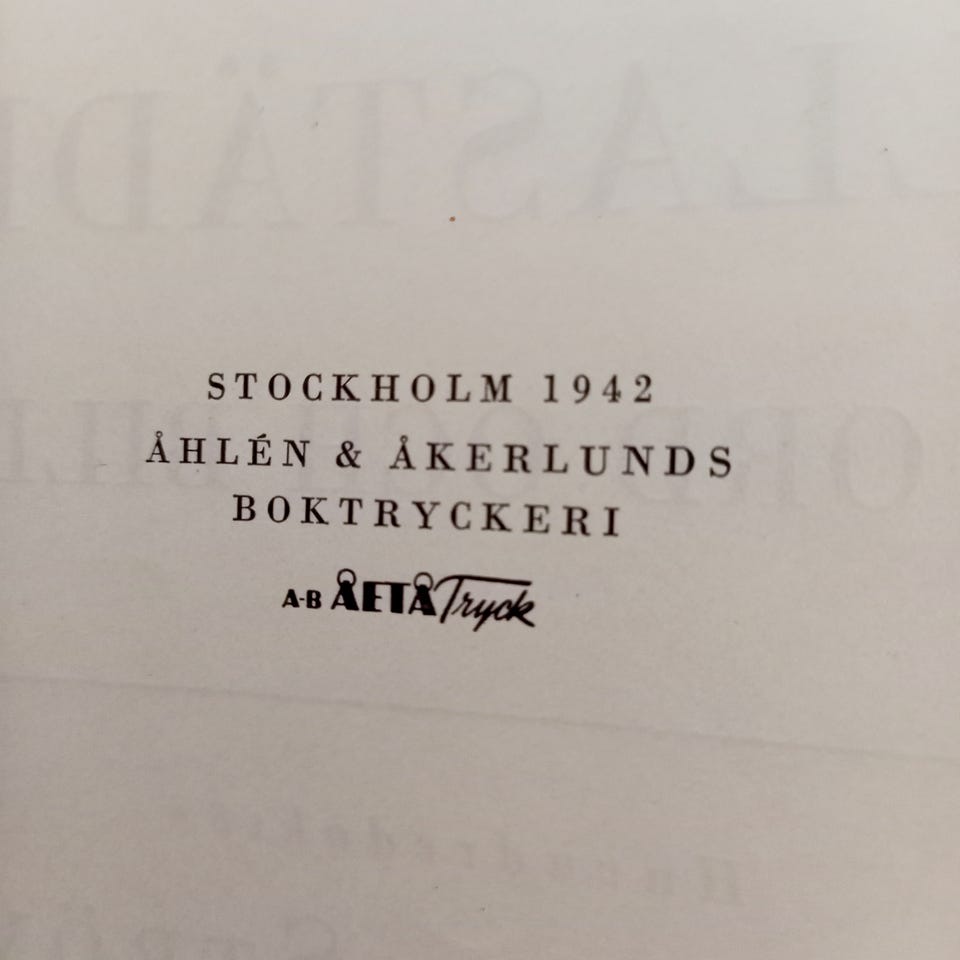 STOCKHOLM 1942
ÅHLÉN & ÅKERLUNDS
BOKTRYCKERI
A-B ÅETÅ Tryck